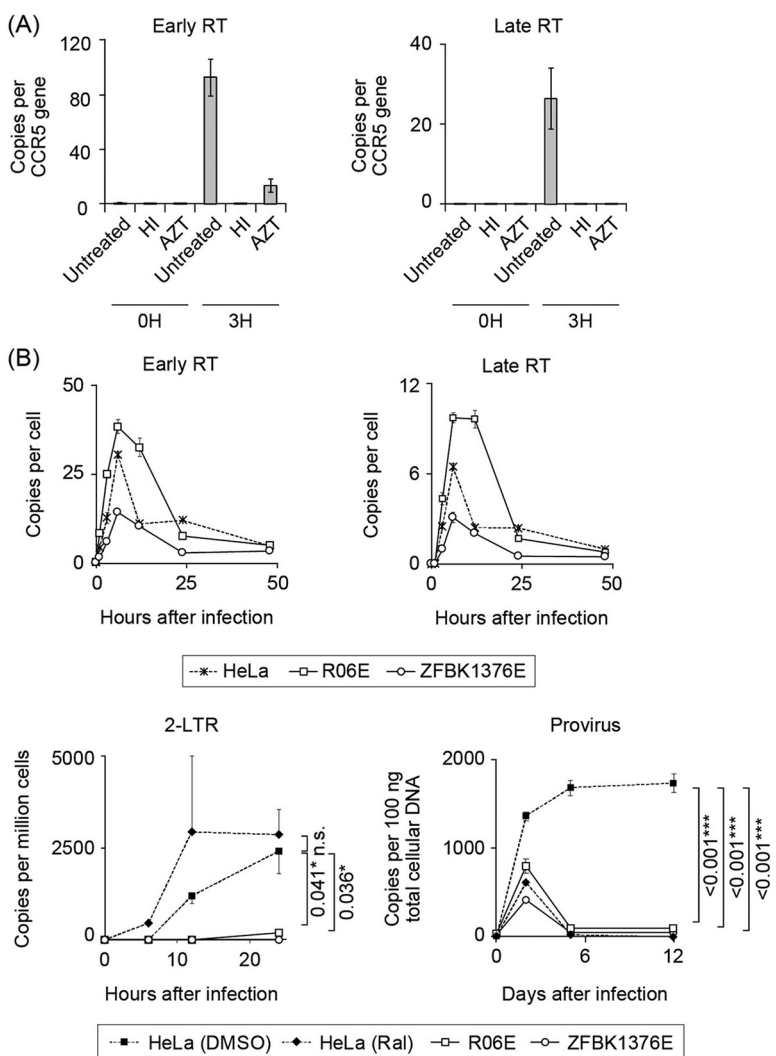 (A)
Early RT
Copies per
CCR5 gene
120
80
40
0
Untreated
HI
AZT
Untreated
HI
AZT
0H
3H
Late RT
Copies per
CCR5 gene
40
20
0
Untreated
HI
AZT
Untreated
HI
AZT
0H
3H
(B)
Early RT
Copies per cell
50
25
0
0
25
50
Hours after infection
Late RT
Copies per cell
12
6
0
0
25
50
Hours after infection
HeLa
R06E
ZFBK1376E
2-LTR
Copies per million cells
5000
2500
0
0
10
20
Hours after infection
n.s.
0.041*
0.036*
Provirus
Copies per 100 ng
total cellular DNA
2000
1000
0
0
6
12
Days after infection
<0.001***
<0.001***
<0.001***
HeLa (DMSO)
HeLa (Ral)
R06E
ZFBK1376E